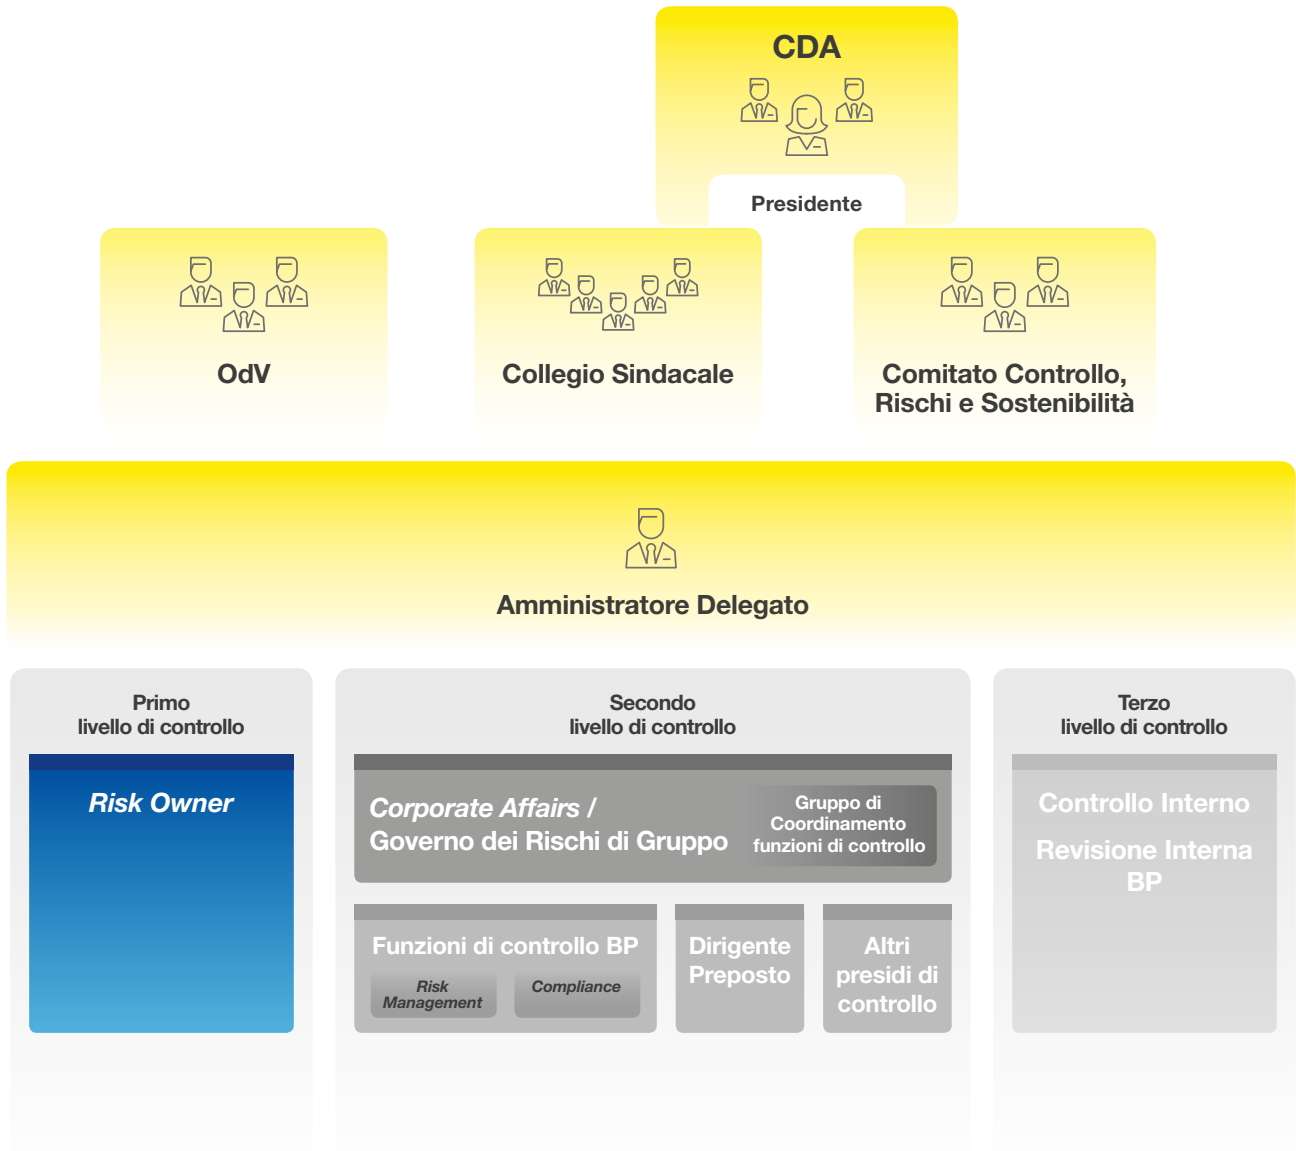 CDA
Presidente
OdV
Collegio Sindacale
Comitato Controllo,
Rischi e Sostenibilità
Amministratore Delegato
Primo
livello di controllo
Risk Owner
Secondo
livello di controllo
Corporate Affairs /
Governo dei Rischi di Gruppo
Gruppo di
Coordinamento
funzioni di controllo
Funzioni di controllo BP
Risk
Management
Compliance
Dirigente
Preposto
Altri
presidi di
controllo
Terzo
livello di controllo
Controllo Interno
Revisione Interna
BP